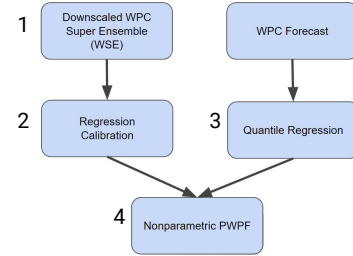 1
Downscaled WPC
Super Ensemble
(WSE)
WPC Forecast
2
Regression
Calibration
3
Quantile Regression
4
Nonparametric PWPF